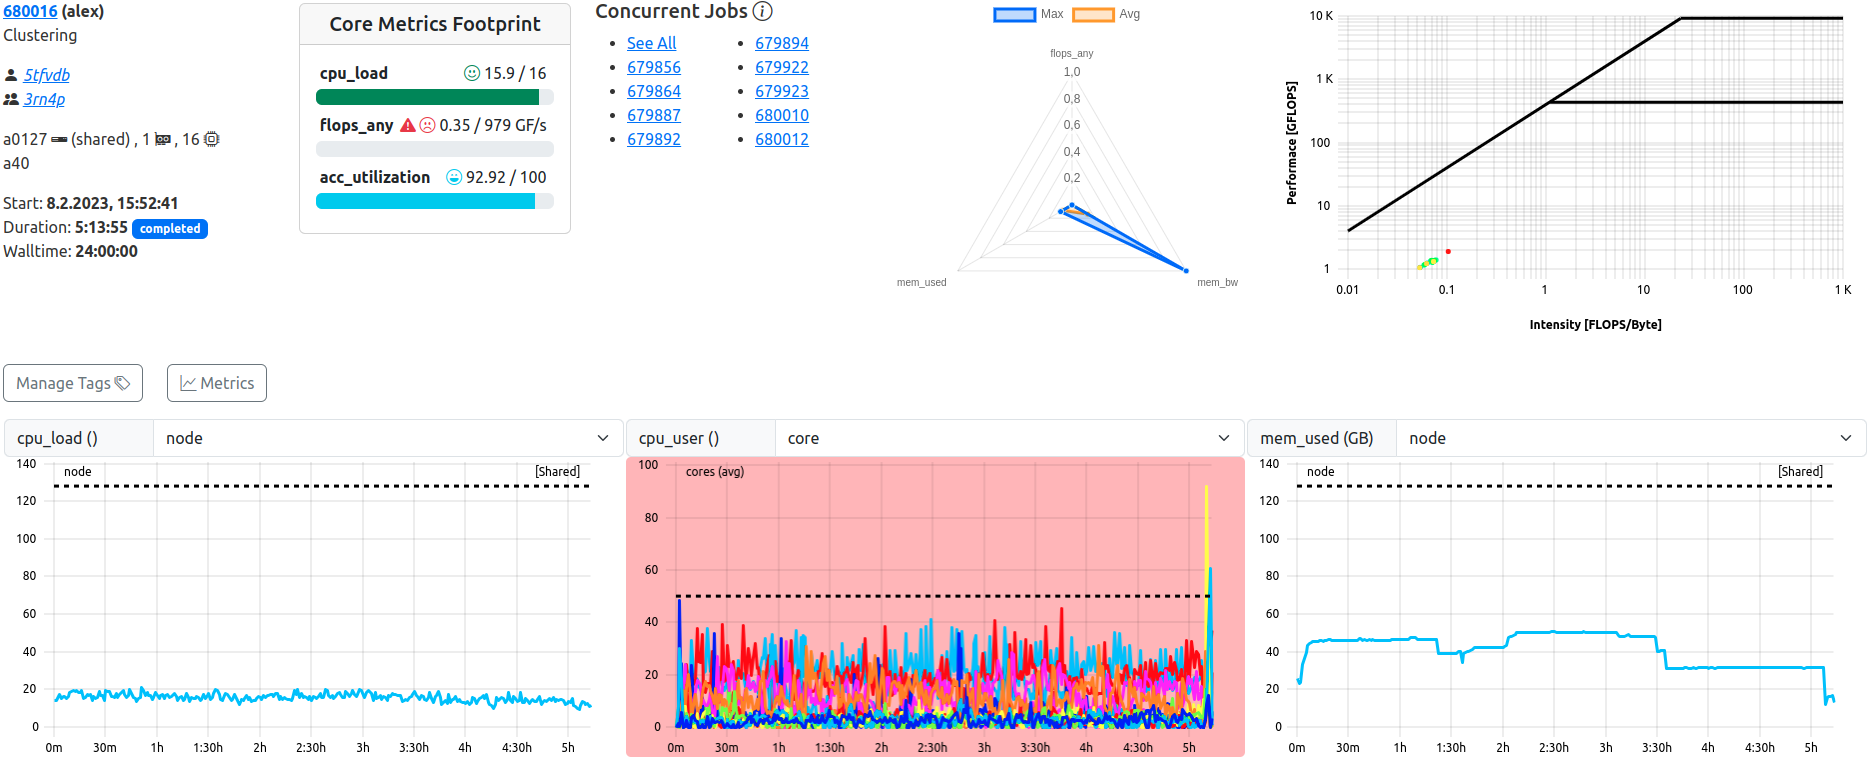 680016 (alex)
Clustering
5tfvdb
3rn4p
a0127 (shared) , 1 , 16
a40
Start: 8.2.2023, 15:52:41
Duration: 5:13:55 completed
Walltime: 24:00:00
Core Metrics Footprint
cpu_load 15.9 / 16
flops_any 0.35 / 979 GF/s
acc_utilization 92.92 / 100
Concurrent Jobs
See All
679856
679864
679887
679892
679894
679922
679923
680010
680012
Max Avg
flops_any
1,0
0,8
0,6
0,4
0,2
mem_used
mem_bw
Performace [GFLOPS]
10 K
1 K
100
10
1
0.01 0.1 1 10 100 1 K
Intensity [FLOPS/Byte]
Manage Tags
Metrics
cpu_load () node
node [Shared]
140
120
100
80
60
40
20
0
0m 30m 1h 1:30h 2h 2:30h 3h 3:30h 4h 4:30h 5h
cpu_user () core
cores (avg)
100
80
60
40
20
0
0m 30m 1h 1:30h 2h 2:30h 3h 3:30h 4h 4:30h 5h
mem_used (GB) node
node [Shared]
140
120
100
80
60
40
20
0
0m 30m 1h 1:30h 2h 2:30h 3h 3:30h 4h 4:30h 5h